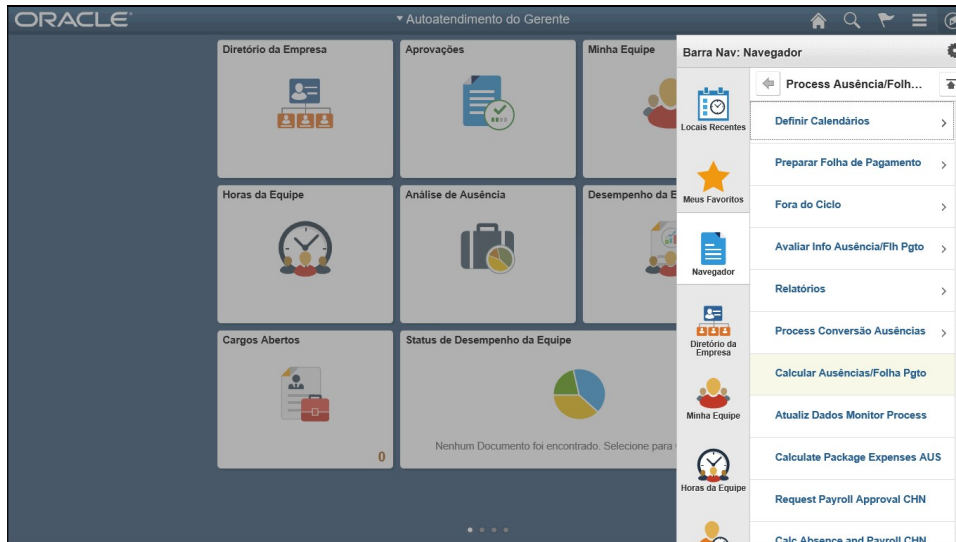 ORACLE
Autoatendimento do Gerente
Diretório da Empresa
Aprovações
Minha Equipe
Horas da Equipe
Análise de Ausência
Desempenho da E
Cargos Abertos
0
Status de Desempenho da Equipe
Nenhum Documento foi encontrado. Selecione para
Barra Nav: Navegador
Locais Recentes
Meus Favoritos
Navegador
Diretório da
Empresa
Minha Equipe
Horas da Equipe
Process Ausência/Folh...
Definir Calendários
Preparar Folha de Pagamento
Fora do Ciclo
Avaliar Info Ausência/Flh Pgto
Relatórios
Process Conversão Ausências
Calcular Ausências/Folha Pgto
Atualiz Dados Monitor Process
Calculate Package Expenses AUS
Request Payroll Approval CHN
Calc Absence and Payroll CHN